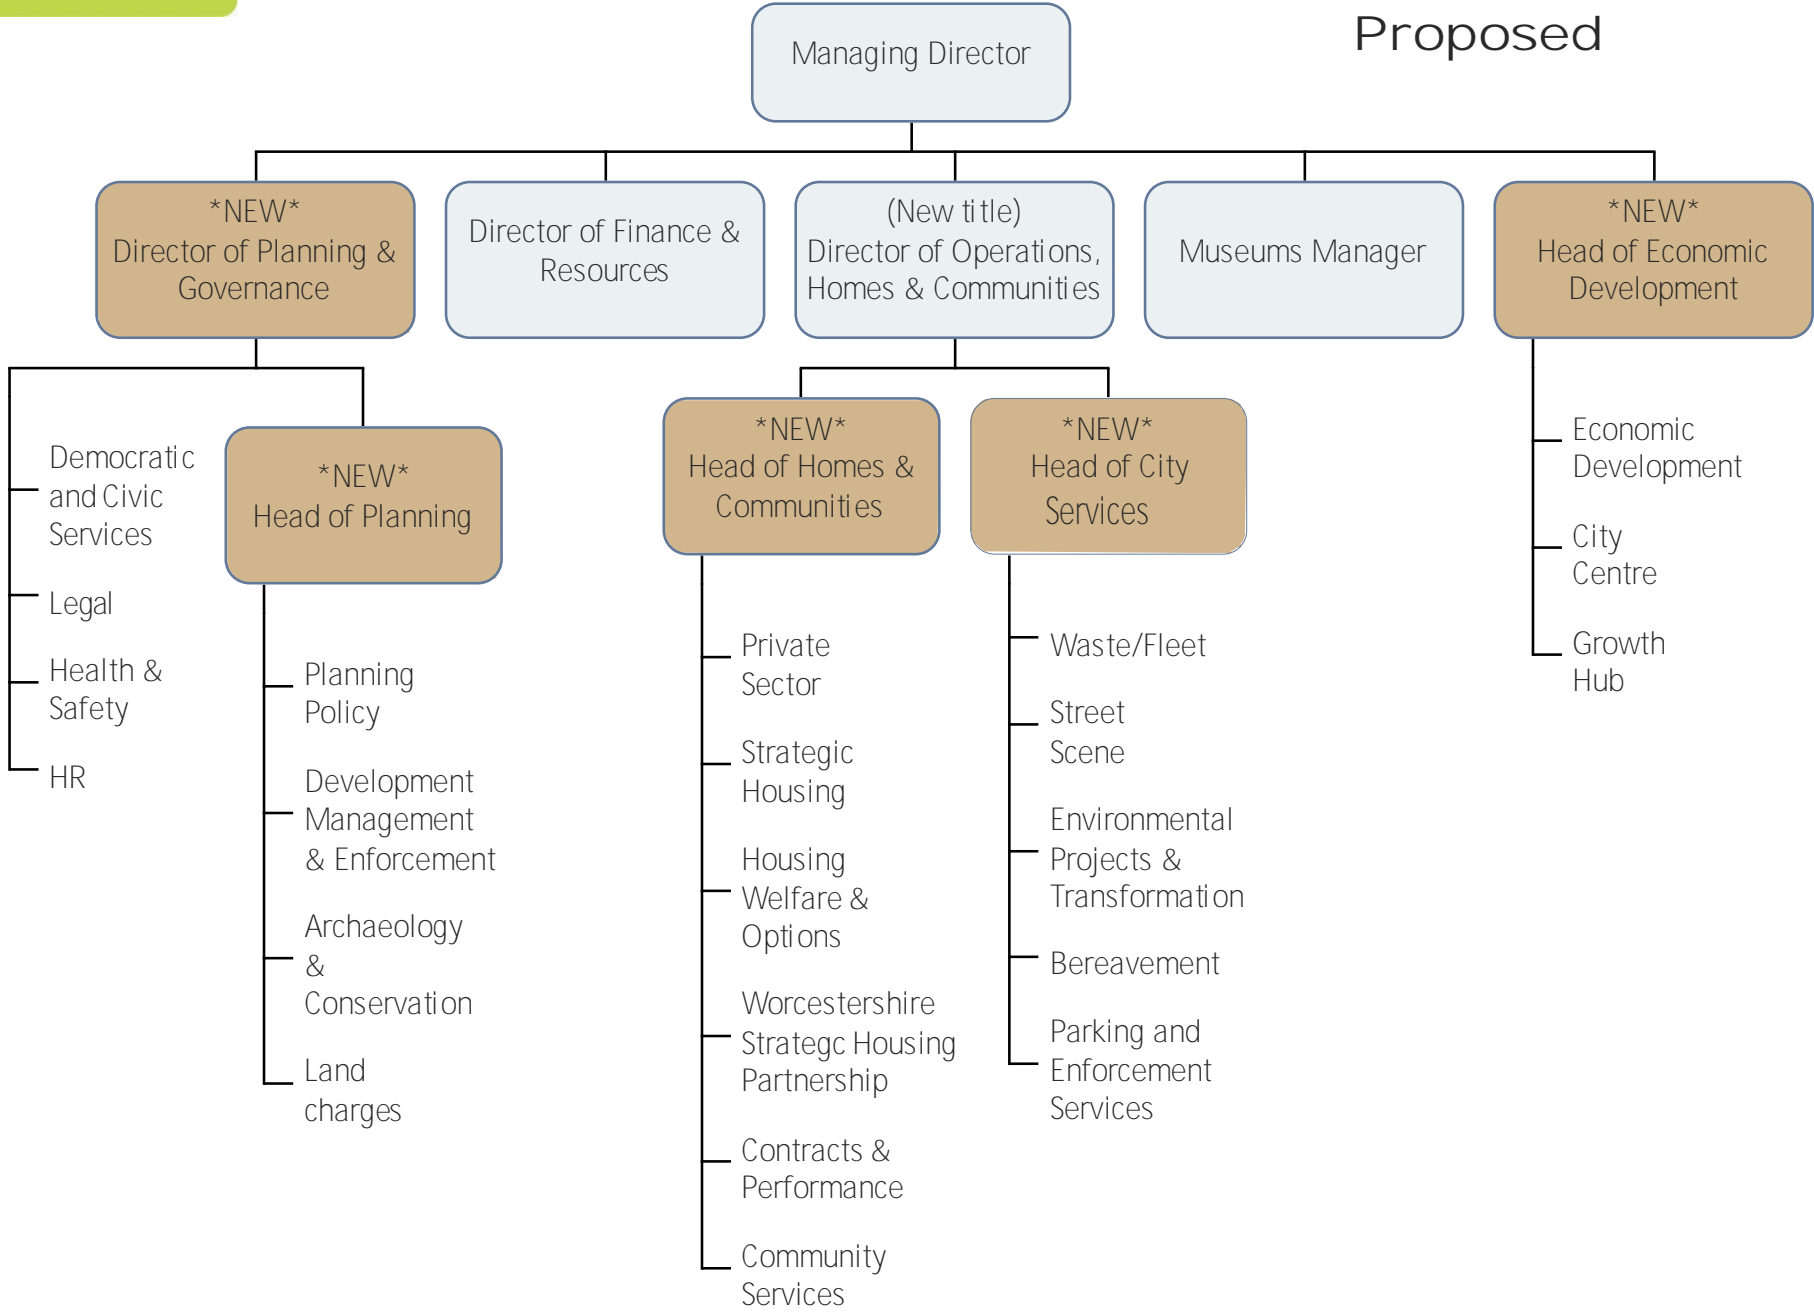 Proposed
Managing Director
*NEW*
Director of Planning &
Governance
Director of Finance &
Resources
(New title)
Director of Operations,
Homes & Communities
Museums Manager
*NEW*
Head of Economic
Development
Democratic
and Civic
Services
Legal
Health &
Safety
HR
*NEW*
Head of Planning
Planning
Policy
Development
Management
& Enforcement
Archaeology
&
Conservation
Land
charges
*NEW*
Head of Homes &
Communities
Private
Sector
Strategic
Housing
Housing
Welfare &
Options
Worcestershire
Strategc Housing
Partnership
Contracts &
Performance
Community
Services
*NEW*
Head of City
Services
Waste/Fleet
Street
Scene
Environmental
Projects &
Transformation
Bereavement
Parking and
Enforcement
Services
Economic
Development
City
Centre
Growth
Hub